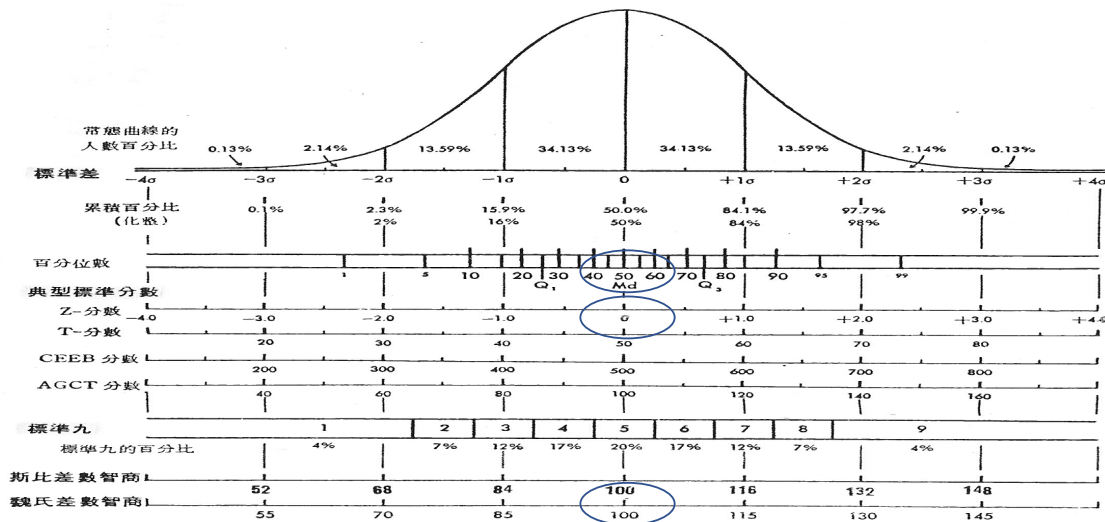 常態曲線的
人數百分比
0.13% 2.14% 13.59% 34.13% 34.13% 13.59% 2.14% 0.13%
標準差
-4σ -3σ -2σ -1σ 0 +1σ +2σ +3σ +4σ
累積百分比 0.1% 2.3% 15.9% 50.0% 84.1% 97.7% 99.9%
(化整) 2% 16% 50% 84% 98%
百分位數
1 5 10 20 30 40 50 60 70 80 90 95 99
Q1 Md Q3
典型標準分數
Z-分數
-4.0 -3.0 -2.0 -1.0 0 +1.0 +2.0 +3.0 +4.0
T-分數
20 30 40 50 60 70 80
CEEB 分數
200 300 400 500 600 700 800
AGCT 分數
40 60 80 100 120 140 160
標準九 1 2 3 4 5 6 7 8 9
標準九的百分比 4% 7% 12% 17% 20% 17% 12% 7% 4%
斯比差數智商
52 68 84 100 116 132 148
魏氏差數智商
55 70 85 100 115 130 145